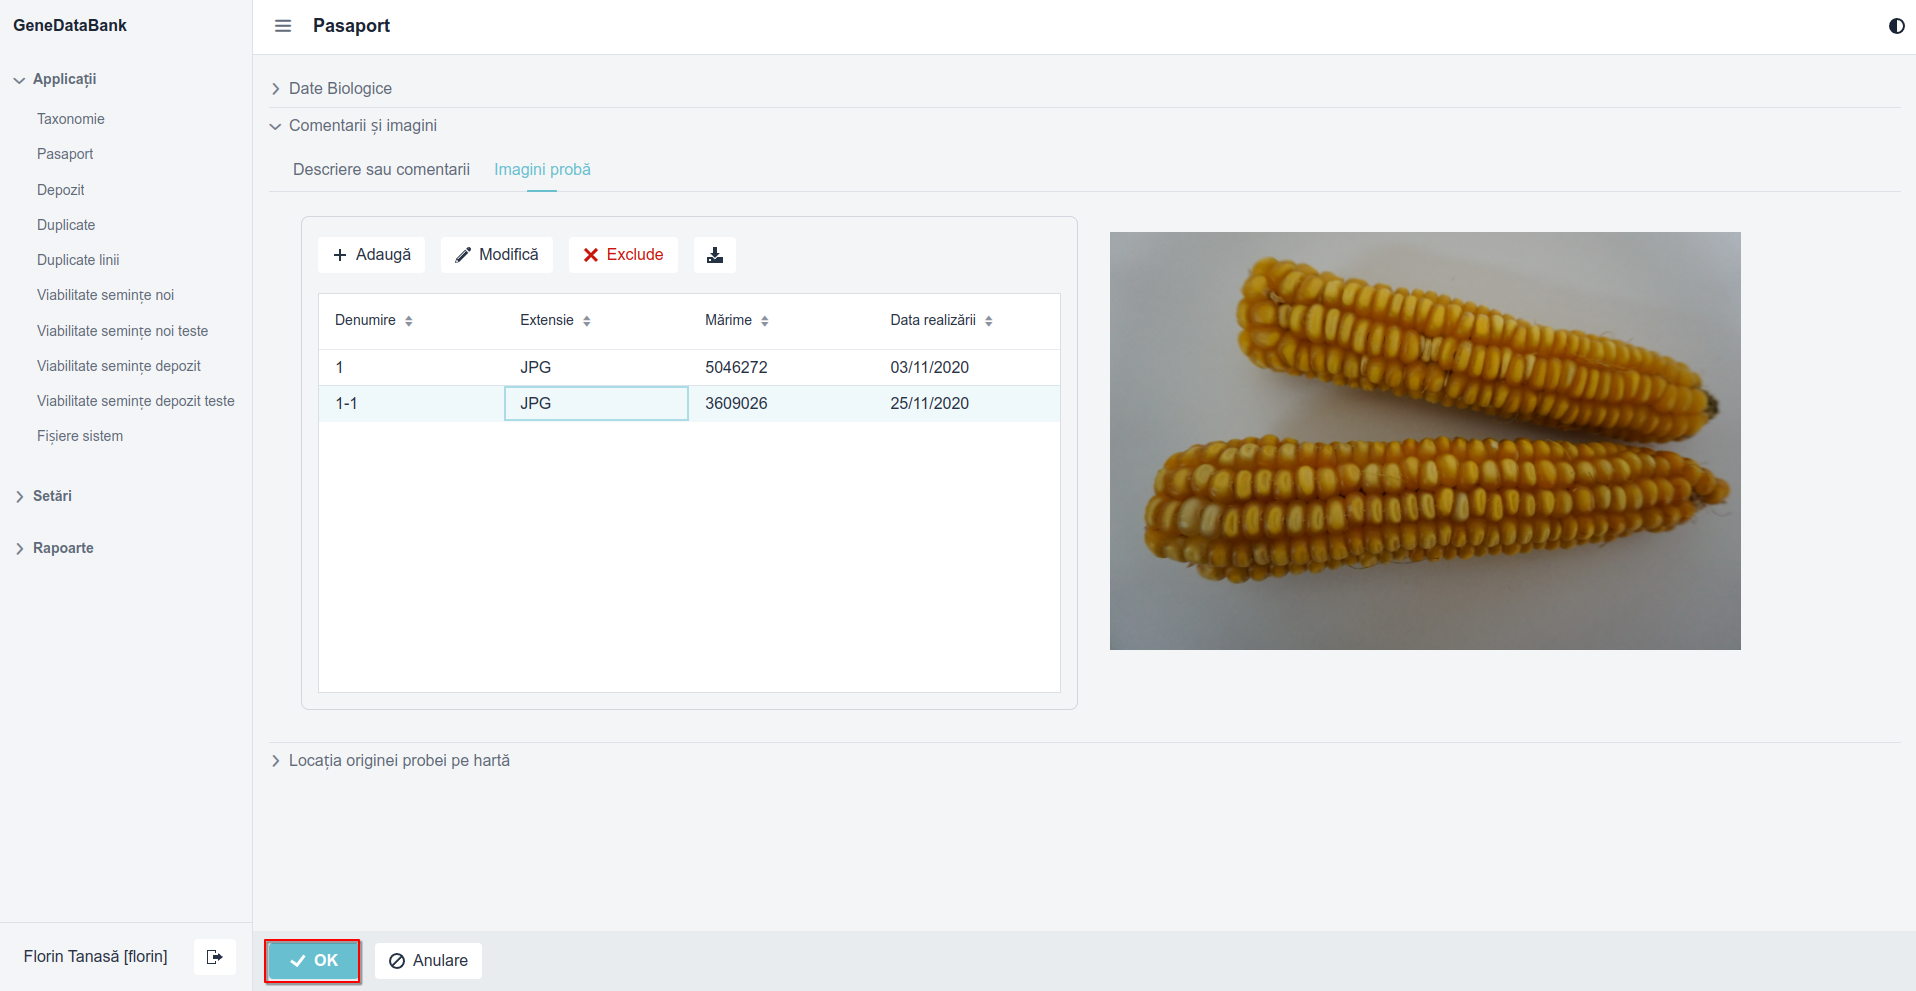 GeneDataBank
Applicații
Taxonomie
Pasaport
Depozit
Duplicate
Duplicate linii
Viabilitate semințe noi
Viabilitate semințe noi teste
Viabilitate semințe depozit
Viabilitate semințe depozit teste
Fișiere sistem
Setări
Rapoarte
Florin Tanasă [florin]
Pasaport
Date Biologice
Comentarii și imagini
Descriere sau comentarii Imagini probă
Adaugă Modifică Exclude
Denumire Extensie Mărime Data realizării
1 JPG 5046272 03/11/2020
1-1 JPG 3609026 25/11/2020
Locația originei probei pe hartă
OK Anulare